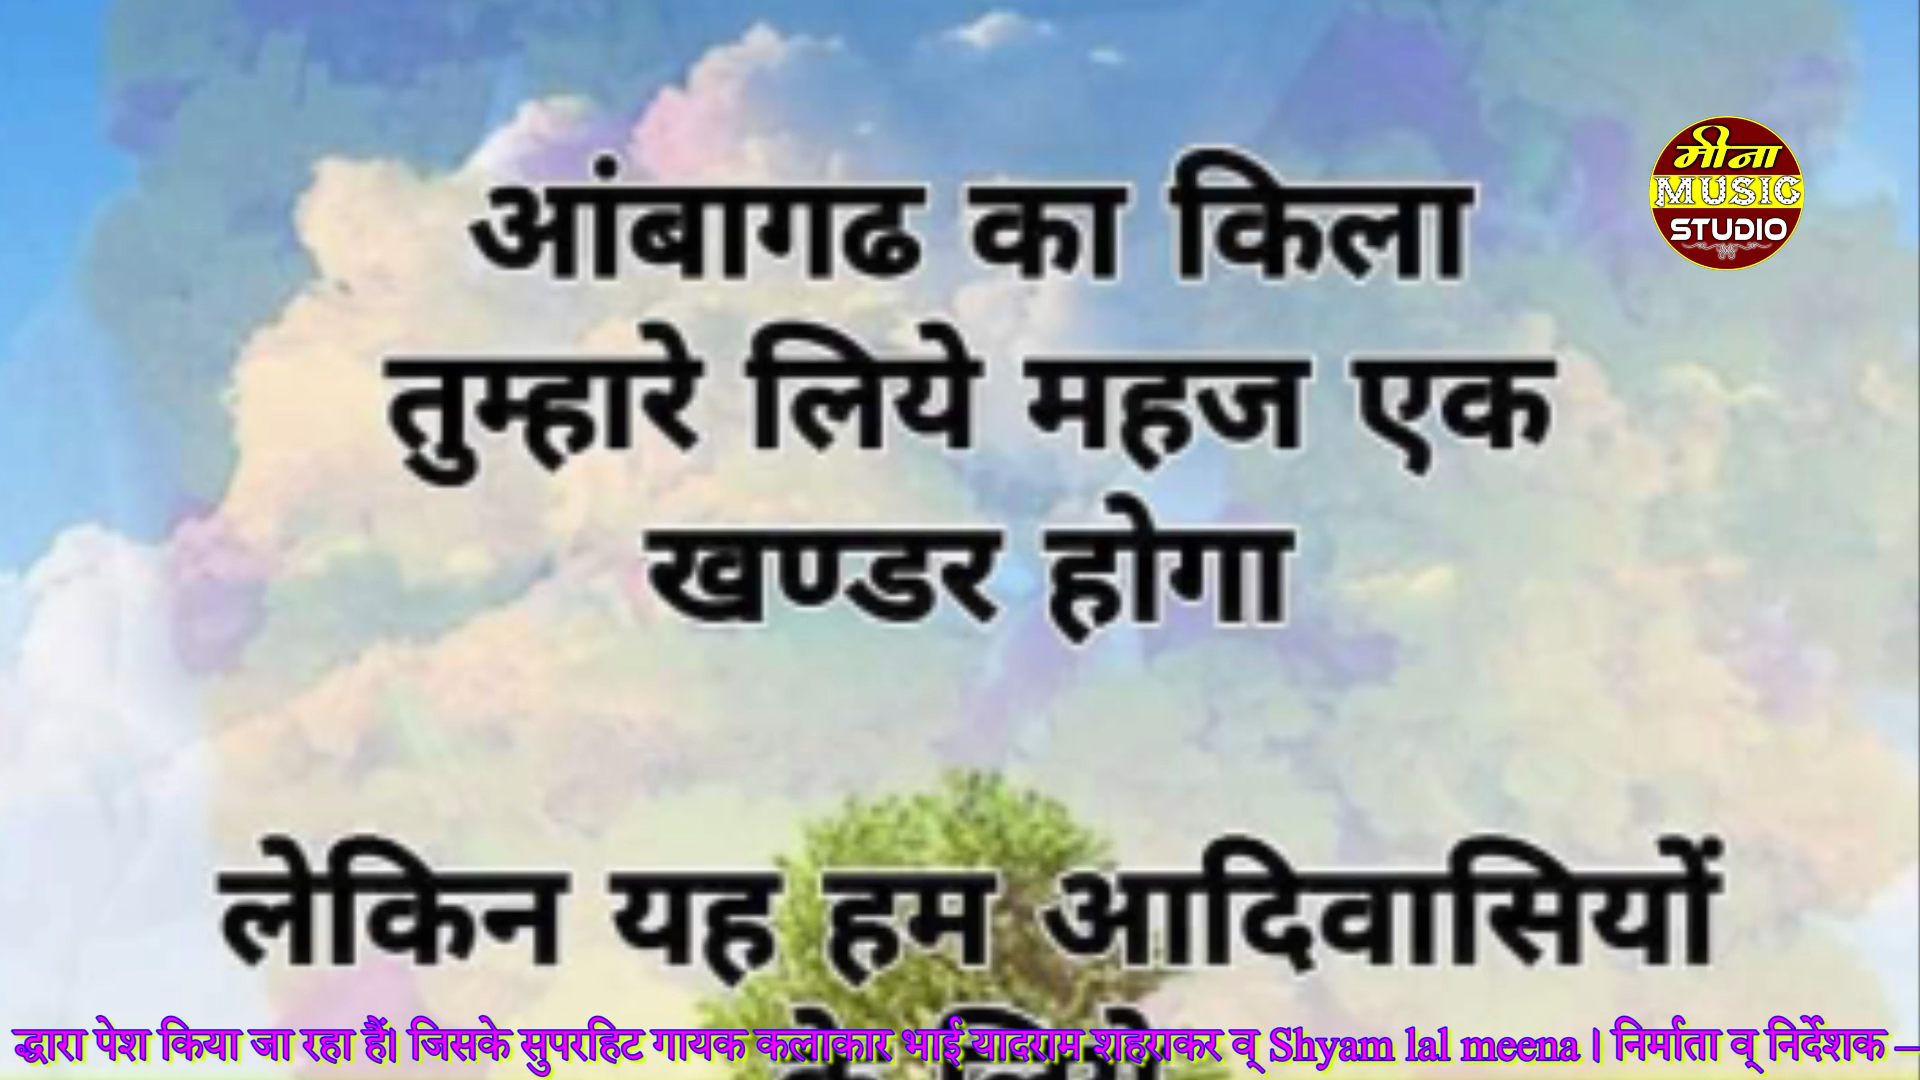 आंबागढ का किला
तुम्हारे लिये महज एक
खण्डर होगा
लेकिन यह हम आदिवासियों
के लिये
मीना
MUSIC
STUDIO
द्धारा पेश किया जा रहा हैं। जिसके सुपरहिट गायक कलाकार भाई यादराम शहराकर व् Shyam lal meena । निर्माता व् निर्देशक –